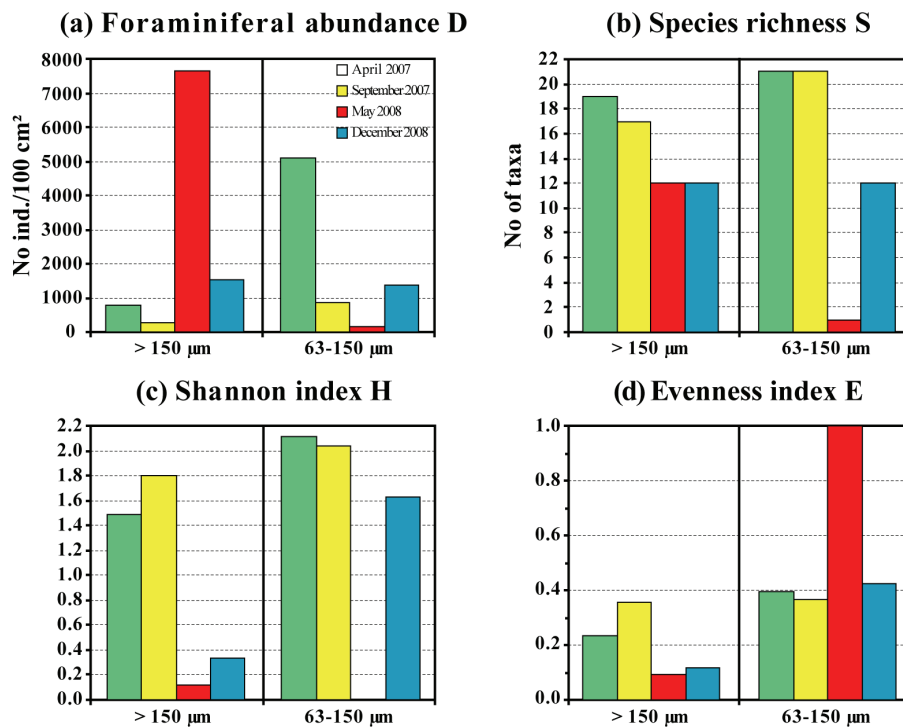 (a) Foraminiferal abundance D
No ind./100 cm²
8000
7000
6000
5000
4000
3000
2000
1000
0
April 2007
September 2007
May 2008
December 2008
> 150 µm
63-150 µm
(b) Species richness S
No of taxa
22
20
18
16
14
12
10
8
6
4
2
0
> 150 µm
63-150 µm
(c) Shannon index H
2.2
2.0
1.8
1.6
1.4
1.2
1.0
0.8
0.6
0.4
0.2
0.0
> 150 µm
63-150 µm
(d) Evenness index E
1.0
0.8
0.6
0.4
0.2
0.0
> 150 µm
63-150 µm